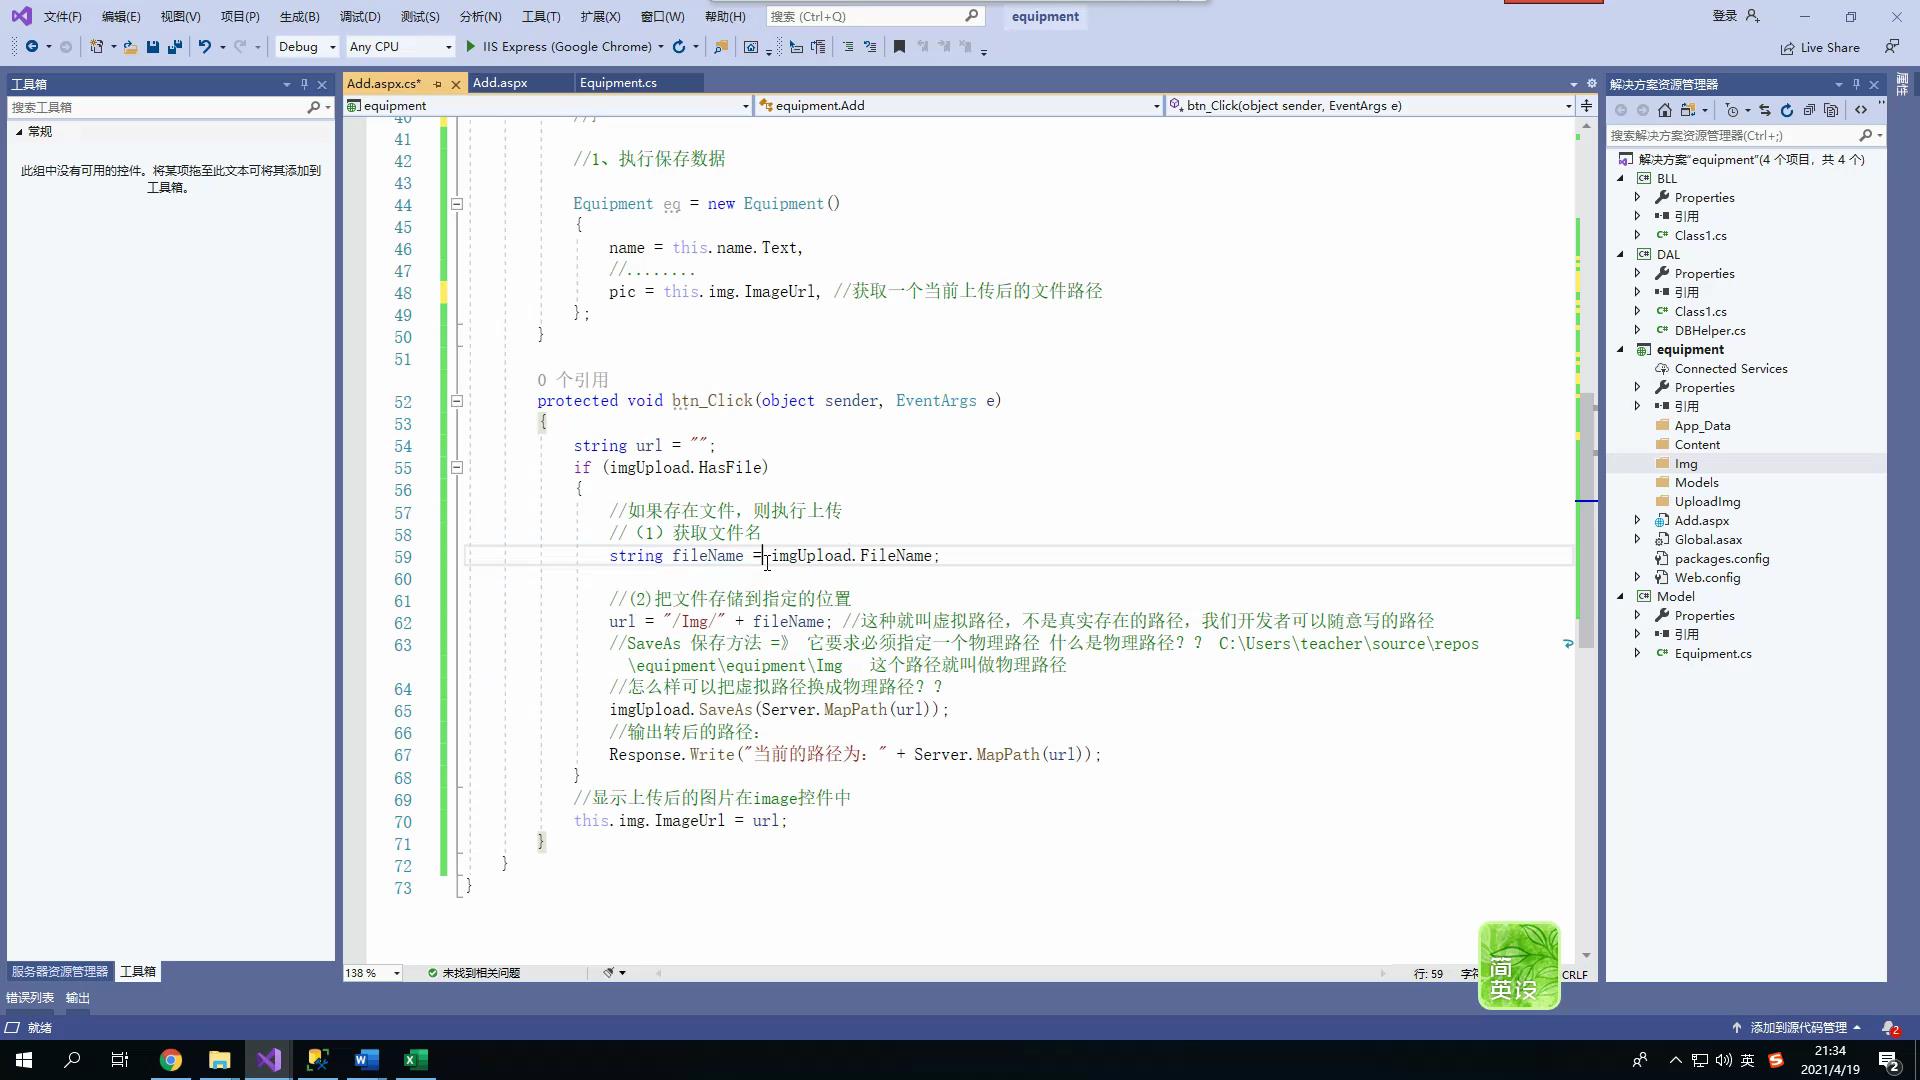 文件(F) 编辑(E) 视图(V) 项目(P) 生成(B) 调试(D) 测试(S) 分析(N) 工具(T) 扩展(X) 窗口(W) 帮助(H) 搜索 (Ctrl+Q) equipment 登录
Debug Any CPU IIS Express (Google Chrome) Live Share
工具箱
搜索工具箱
常规
此组中没有可用的控件。将某项拖至此文本可将其添加到
工具箱。
服务器资源管理器 工具箱
错误列表 输出
Add.aspx.cs* Add.aspx Equipment.cs
equipment equipment.Add btn_Click(object sender, EventArgs e)
41
42 //1、执行保存数据
43
44 Equipment eq = new Equipment()
45 {
46 name = this.name.Text,
47 //........
48 pic = this.img.ImageUrl, //获取一个当前上传后的文件路径
49 };
50 }
51
0 个引用
52 protected void btn_Click(object sender, EventArgs e)
53 {
54 string url = "";
55 if (imgUpload.HasFile)
56 {
57 //如果存在文件，则执行上传
58 //（1）获取文件名
59 string fileName = imgUpload.FileName;
60
61 //(2)把文件存储到指定的位置
62 url = "/Img/" + fileName; //这种就叫虚拟路径，不是真实存在的路径，我们开发者可以随意写的路径
63 //SaveAs 保存方法 =》 它要求必须指定一个物理路径 什么是物理路径？？ C:\Users\teacher\source\repos
\equipment\equipment\Img 这个路径就叫做物理路径
64 //怎么样可以把虚拟路径换成物理路径？？
65 imgUpload.SaveAs(Server.MapPath(url));
66 //输出转后的路径：
67 Response.Write("当前的路径为：" + Server.MapPath(url));
68 }
69 //显示上传后的图片在image控件中
70 this.img.ImageUrl = url;
71 }
72 }
73 }
138 % 未找到相关问题 行: 59 CRLF
简
英 设
解决方案资源管理器
搜索解决方案资源管理器(Ctrl+;)
解决方案"equipment"(4 个项目，共 4 个)
BLL
Properties
引用
Class1.cs
DAL
Properties
引用
Class1.cs
DBHelper.cs
equipment
Connected Services
Properties
引用
App_Data
Content
Img
Models
UploadImg
Add.aspx
Global.asax
packages.config
Web.config
Model
Properties
引用
Equipment.cs
属性
就绪 添加到源代码管理 2
英 21:34
2021/4/19 2